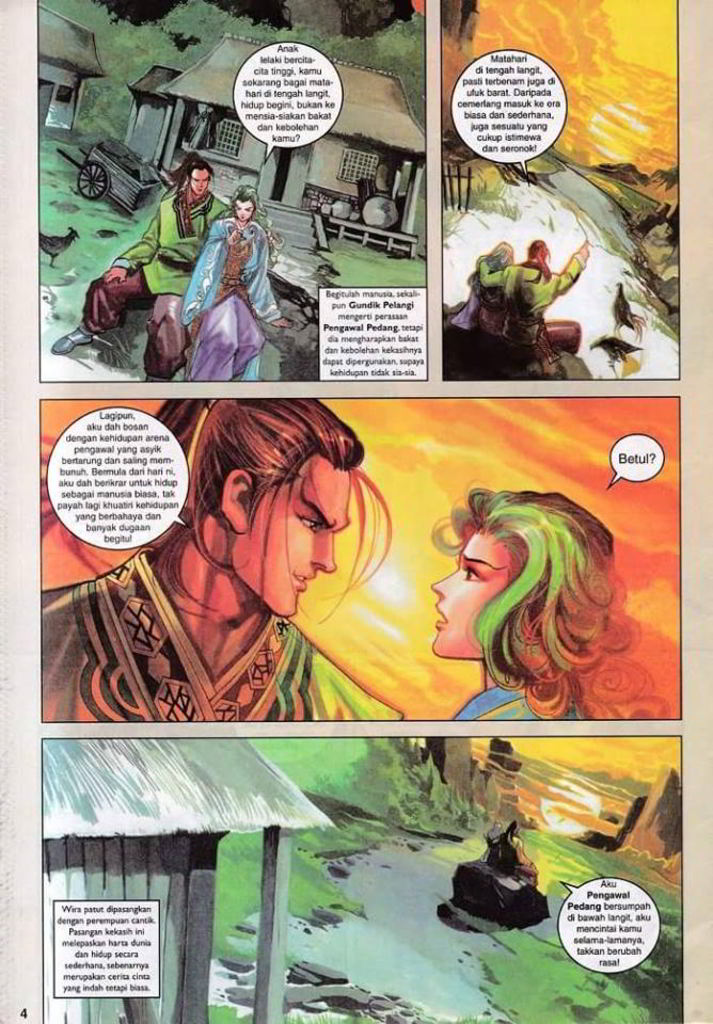 Anak
lelaki bercita-
cita tinggi, kamu
sekarang bagai mata-
hari di tengah langit,
hidup begini, bukan ke
mensia-siakan bakat
dan kebolehan
kamu?
Begitulah manusia, sekali-
pun Gundik Pelangi
mengerti perasaan
Pengawal Pedang, tetapi
dia mengharapkan bakat
dan kebolehan kekasihnya
dapat dipergunakan, supaya
kehidupan tidak sia-sia.
Matahari
di tengah langit,
pasti terbenam juga di
ufuk barat. Daripada
cemerlang masuk ke era
biasa dan sederhana,
juga sesuatu yang
cukup istimewa
dan seronok!
Lagipun,
aku dah bosan
dengan kehidupan arena
pengawal yang asyik
bertarung dan saling mem-
bunuh. Bermula dari hari ni,
aku dah berikrar untuk hidup
sebagai manusia biasa, tak
payah lagi khuatiri kehidupan
yang berbahaya dan
banyak dugaan
begitu!
Betul?
Wira patut dipasangkan
dengan perempuan cantik.
Pasangan kekasih ini
melepaskan harta dunia
dan hidup secara
sederhana, sebenarnya
merupakan cerita cinta
yang indah tetapi biasa.
Aku
Pengawal
Pedang bersumpah
di bawah langit, aku
mencintai kamu
selama-lamanya,
takkan berubah
rasa!
4